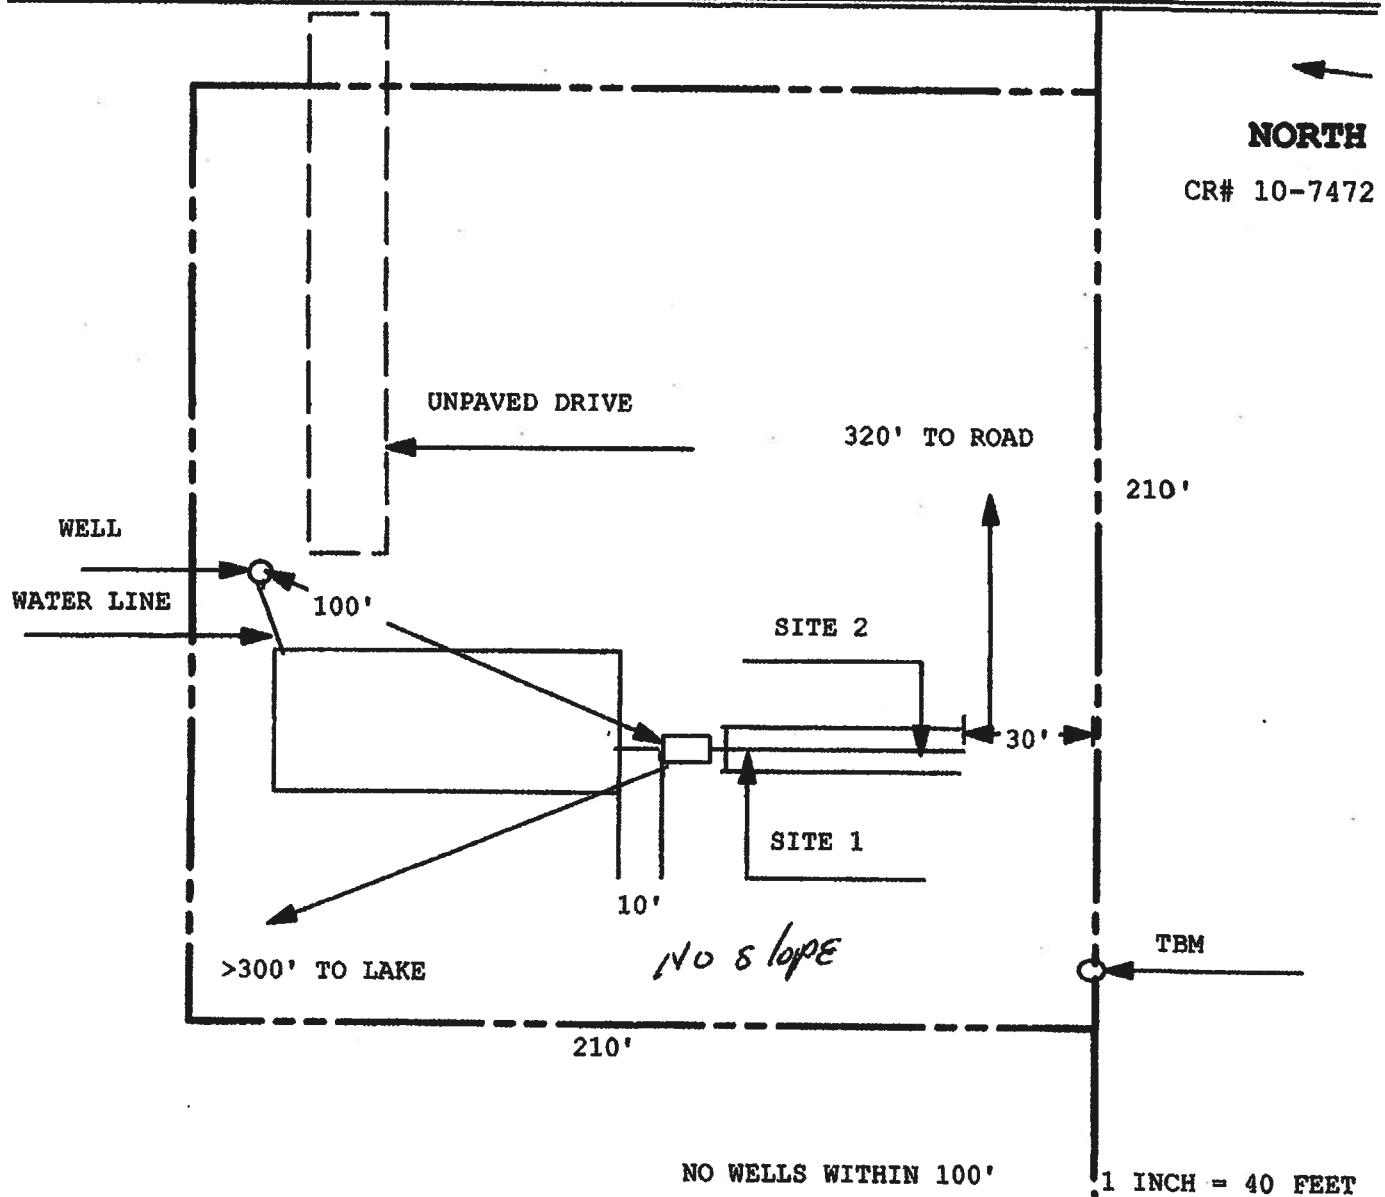 NORTH
CR# 10-7472
UNPAVED DRIVE
320' TO ROAD
210'
WELL
WATER LINE
100'
SITE 2
30'
SITE 1
10'
No slope
TBM
>300' TO LAKE
210'
NO WELLS WITHIN 100'
1 INCH = 40 FEET